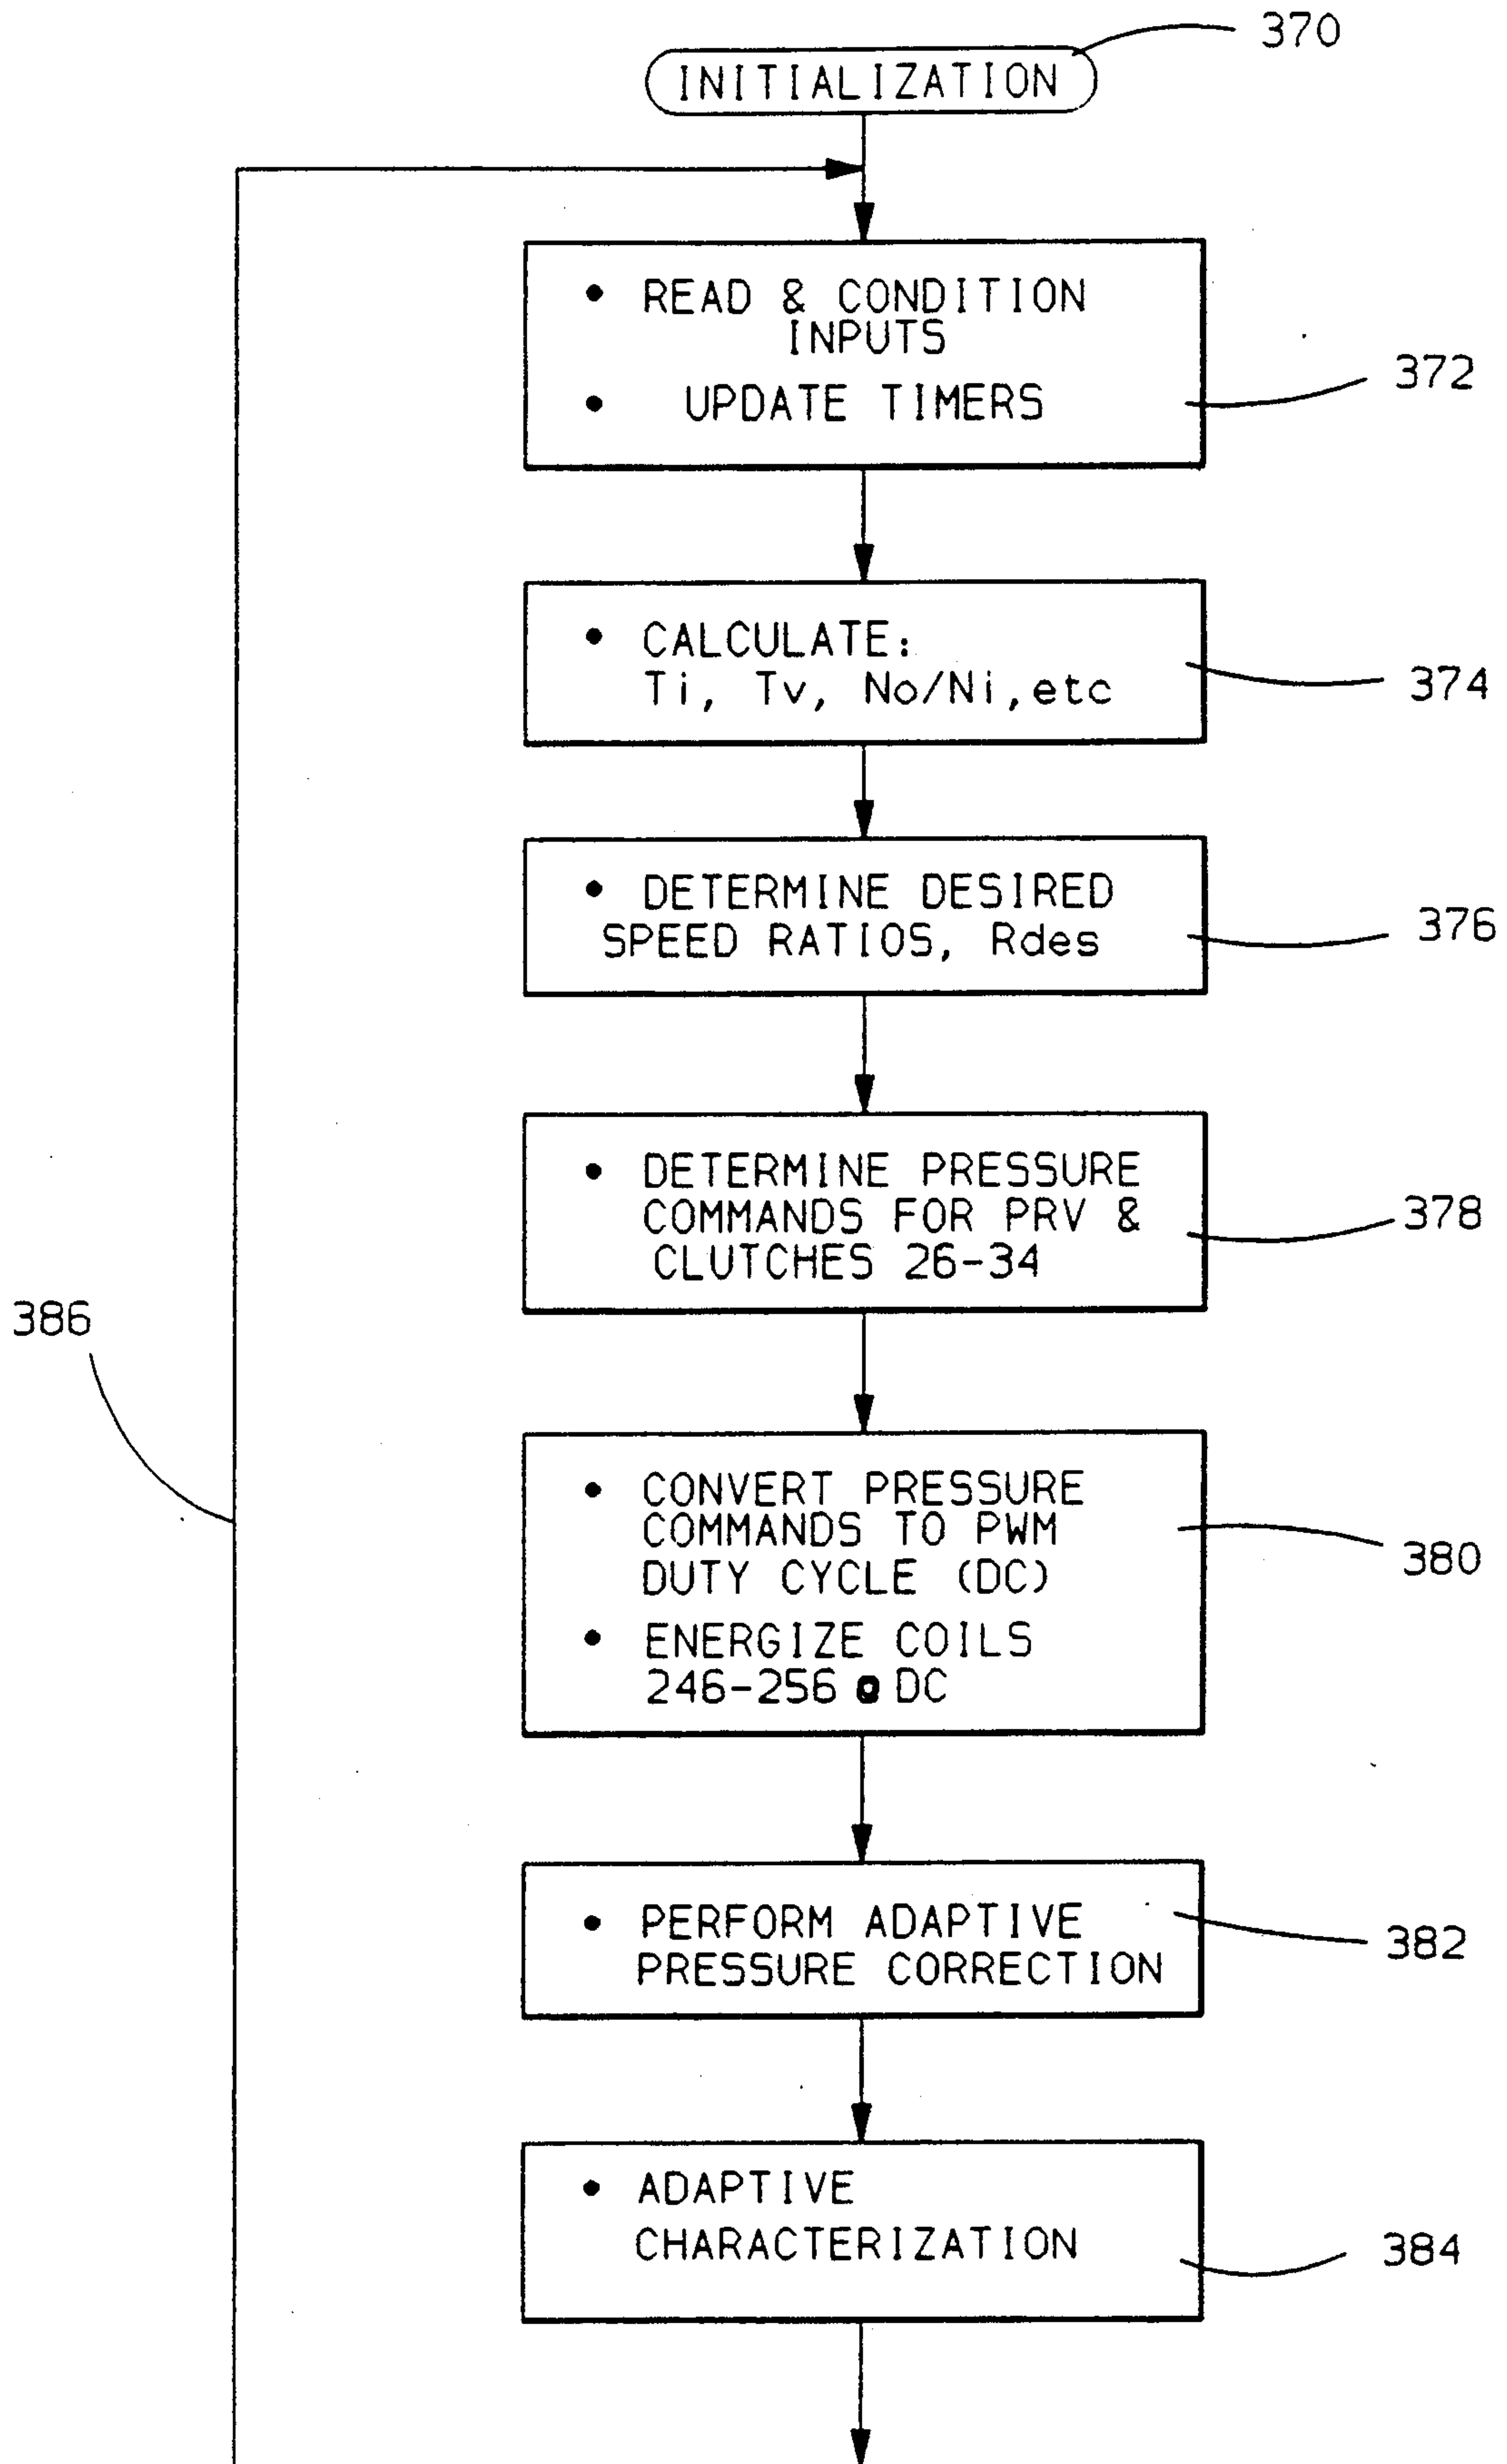 370
INITIALIZATION
• READ & CONDITION
INPUTS
• UPDATE TIMERS
372
• CALCULATE:
Ti, Tv, No/Ni, etc
374
• DETERMINE DESIRED
SPEED RATIOS, Rdes
376
• DETERMINE PRESSURE
COMMANDS FOR PRV &
CLUTCHES 26-34
378
386
• CONVERT PRESSURE
COMMANDS TO PWM
DUTY CYCLE (DC)
• ENERGIZE COILS
246-256 @ DC
380
• PERFORM ADAPTIVE
PRESSURE CORRECTION
382
• ADAPTIVE
CHARACTERIZATION
384